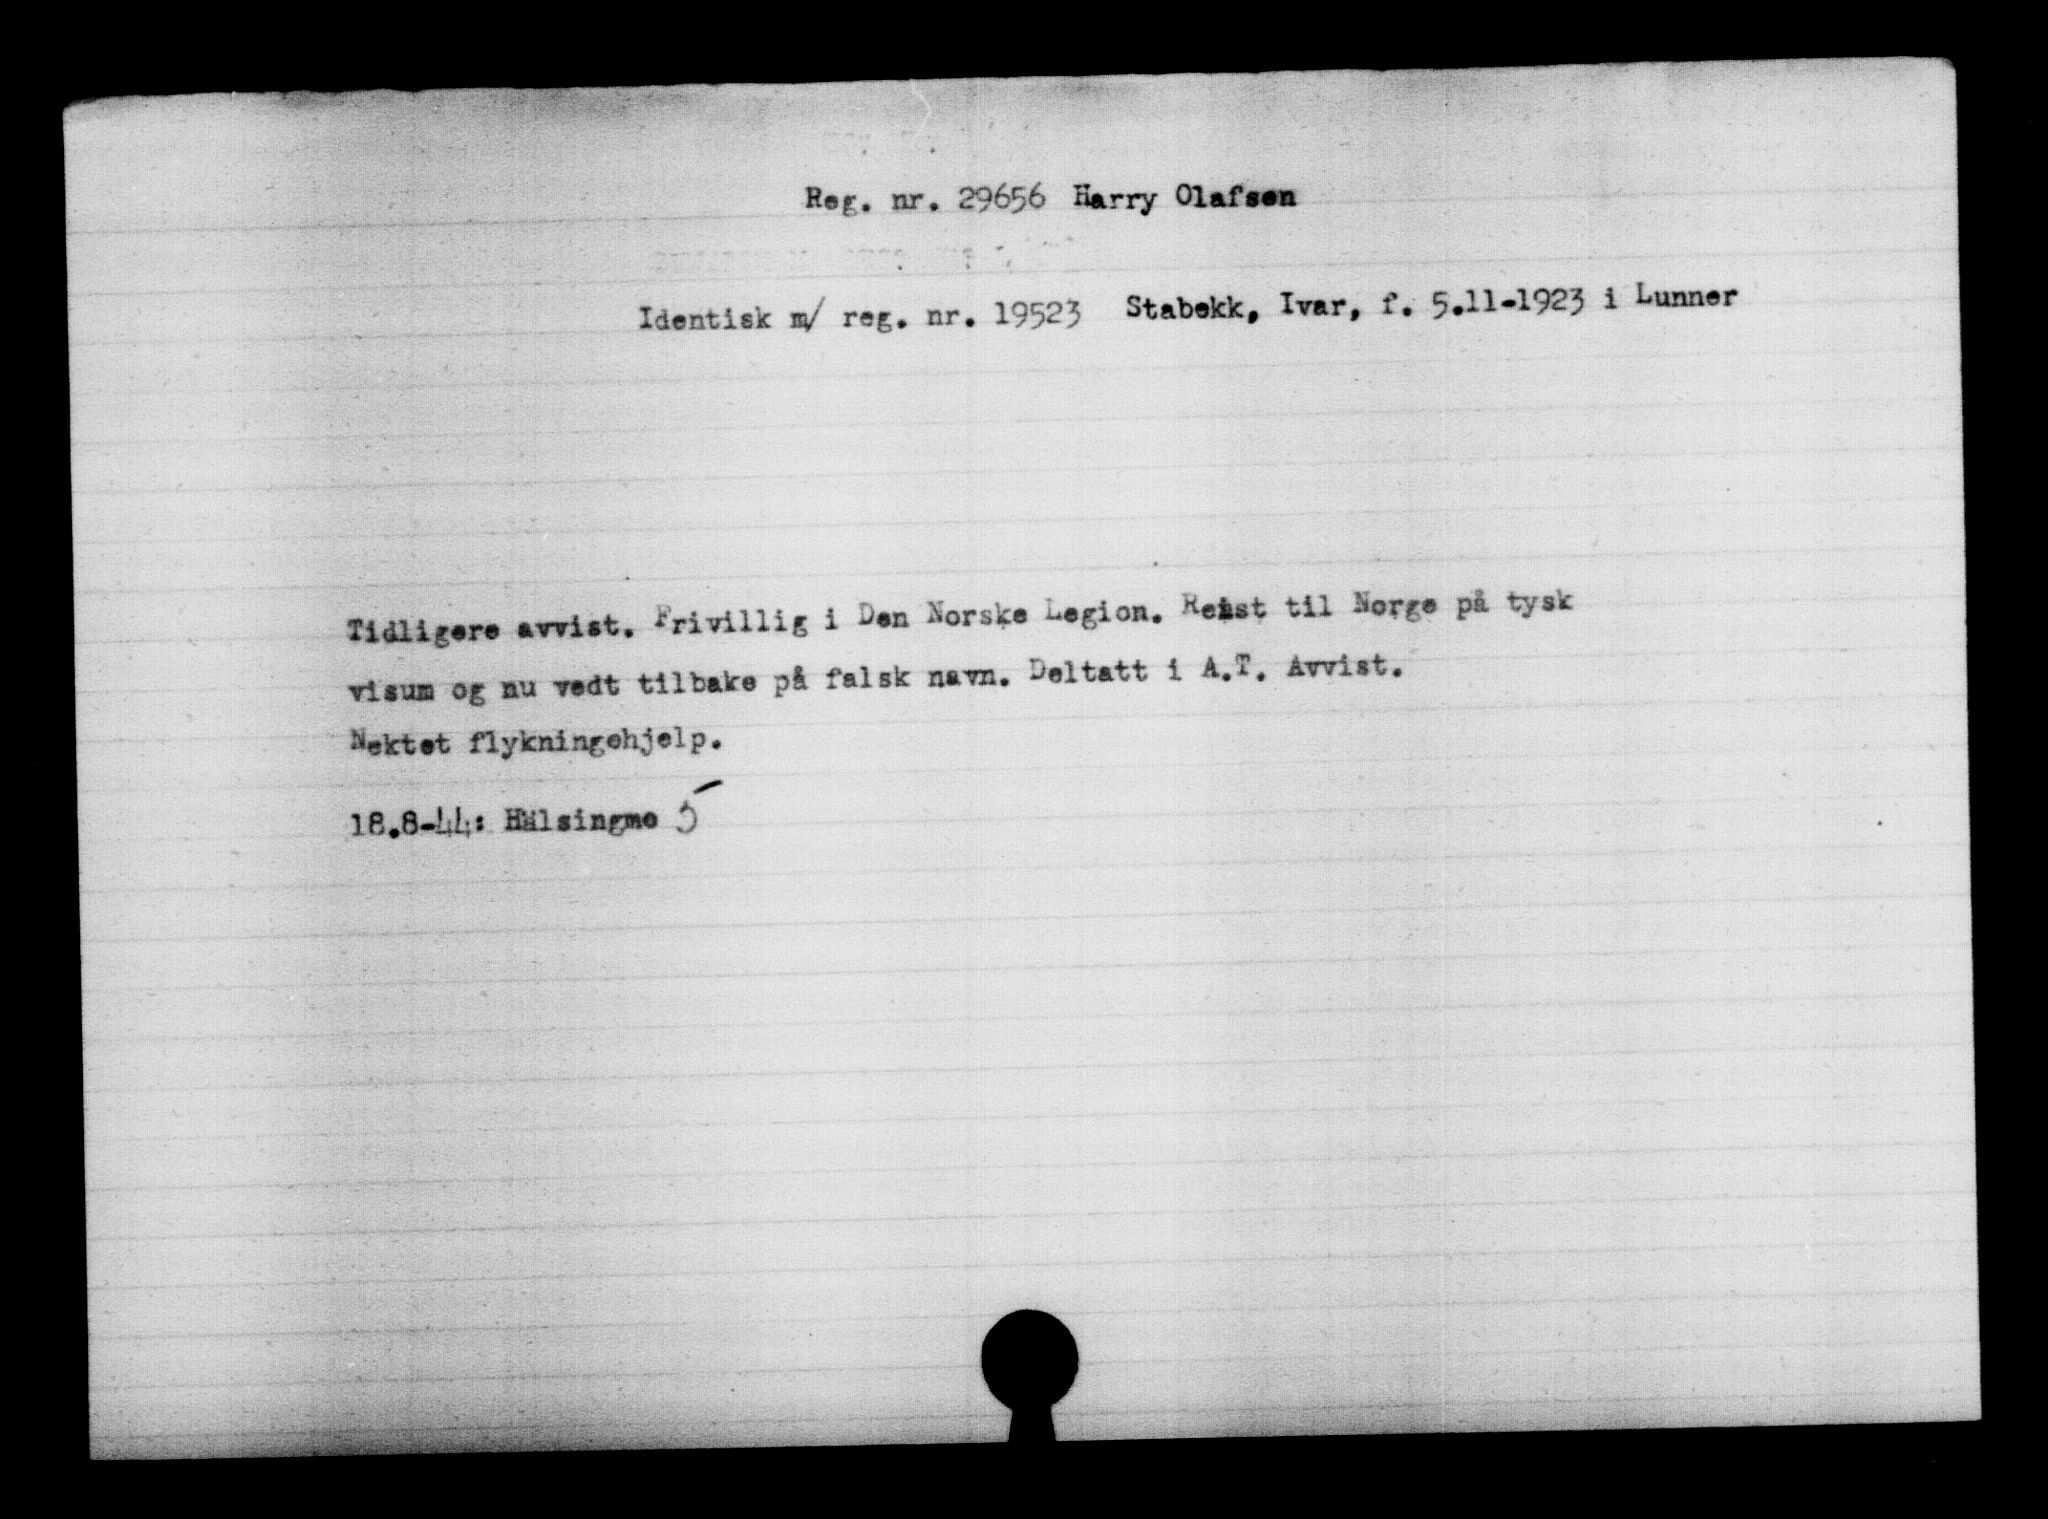 Reg. nr. 29656 Harry Olafsen
Identisk m/ reg. nr. 19523 Stabekk, Ivar, f. 5.11-1923 i Lunner
Tidligere avvist. Frivillig i Den Norske Legion. Reist til Norge på tysk
visum og nu vedt tilbake på falsk navn. Deltatt i A.T. Avvist.
Nektet flykningehjelp.
18.8-44: Hälsingmo 5